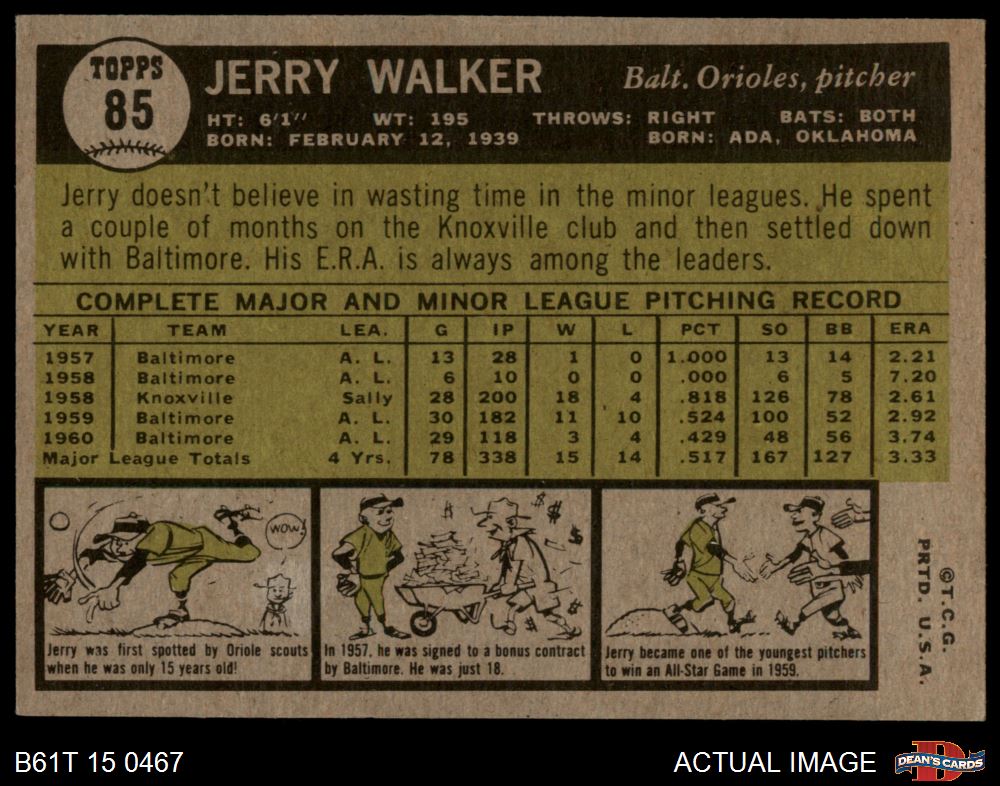 TOPPS
85
JERRY WALKER
Balt. Orioles, pitcher
HT: 6'1" WT: 195 THROWS: RIGHT BATS: BOTH
BORN: FEBRUARY 12, 1939 BORN: ADA, OKLAHOMA
Jerry doesn't believe in wasting time in the minor leagues. He spent
a couple of months on the Knoxville club and then settled down
with Baltimore. His E.R.A. is always among the leaders.
COMPLETE MAJOR AND MINOR LEAGUE PITCHING RECORD
YEAR TEAM LEA. G IP W L PCT SO BB ERA
1957 Baltimore A. L. 13 28 1 0 1.000 13 14 2.21
1958 Baltimore A. L. 6 10 0 0 .000 6 5 7.20
1958 Knoxville Sally 28 200 18 4 .818 126 78 2.61
1959 Baltimore A. L. 30 182 11 10 .524 100 52 2.92
1960 Baltimore A. L. 29 118 3 4 .429 48 56 3.74
Major League Totals 4 Yrs. 78 338 15 14 .517 167 127 3.33
WOW!
$ $ $ $ $
Jerry was first spotted by Oriole scouts
when he was only 15 years old!
In 1957, he was signed to a bonus contract
by Baltimore. He was just 18.
Jerry became one of the youngest pitchers
to win an All-Star Game in 1959.
©T.C.G.
PRTD. U.S.A.
B61T 15 0467
ACTUAL IMAGE
DEAN'S CARDS